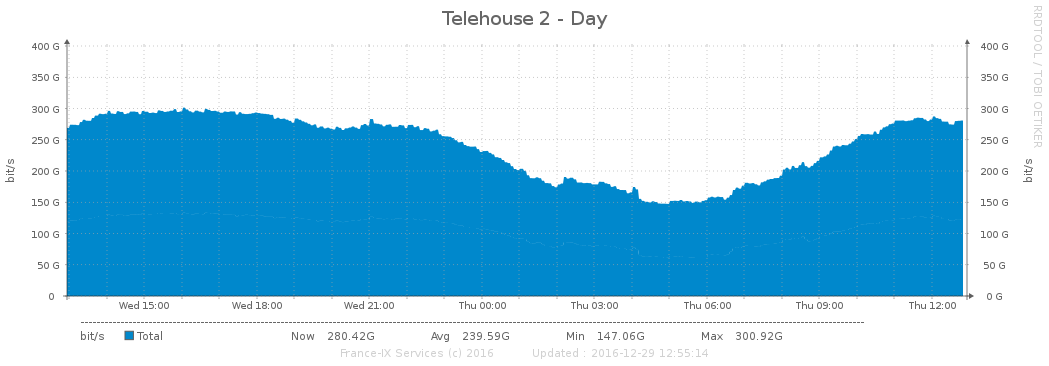 Telehouse 2 - Day
RRDTOOL / TOBI OETIKER
400 G 400 G
350 G 350 G
300 G 300 G
250 G 250 G
200 G 200 G
150 G 150 G
100 G 100 G
50 G 50 G
0 0 G
bit/s bit/s
Wed 15:00 Wed 18:00 Wed 21:00 Thu 00:00 Thu 03:00 Thu 06:00 Thu 09:00 Thu 12:00
bit/s Total Now 280.42G Avg 239.59G Min 147.06G Max 300.92G
France-IX Services (c) 2016 Updated : 2016-12-29 12:55:14